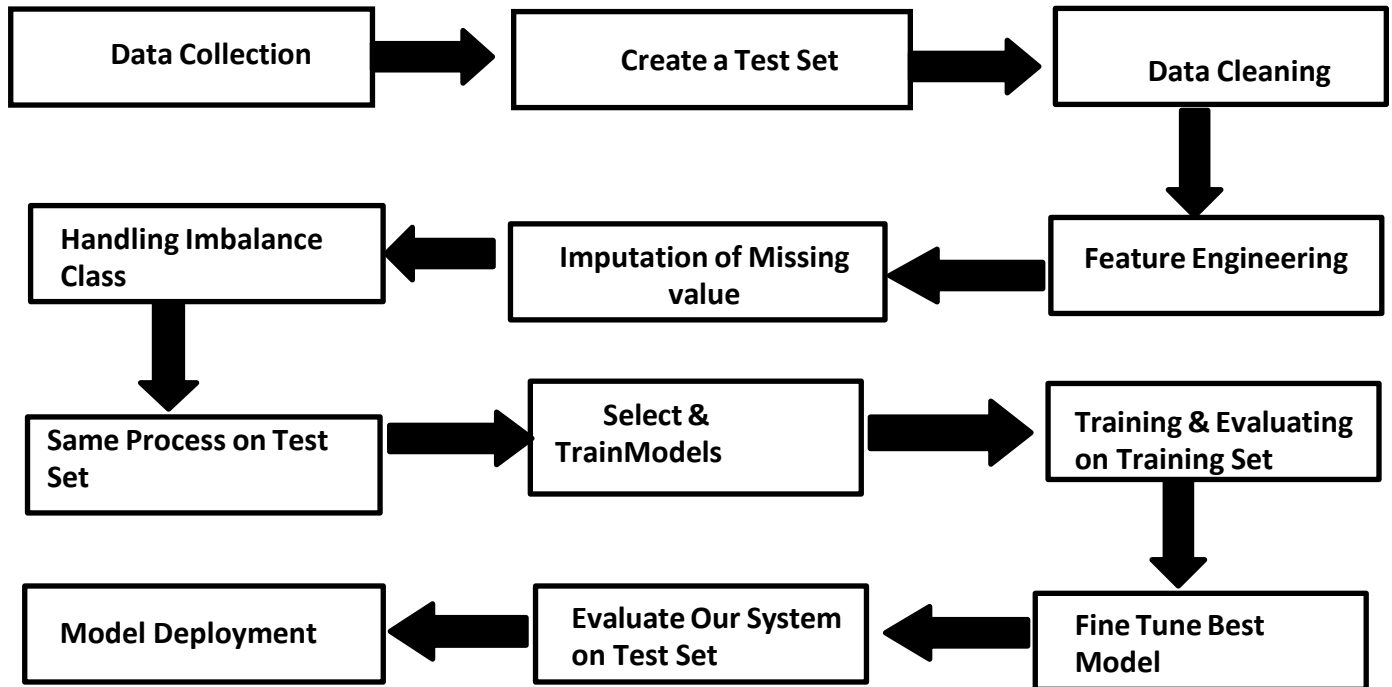 Data Collection
Create a Test Set
Data Cleaning
Feature Engineering
Imputation of Missing
value
Handling Imbalance
Class
Same Process on Test
Set
Select &
TrainModels
Training & Evaluating
on Training Set
Fine Tune Best
Model
Evaluate Our System
on Test Set
Model Deployment